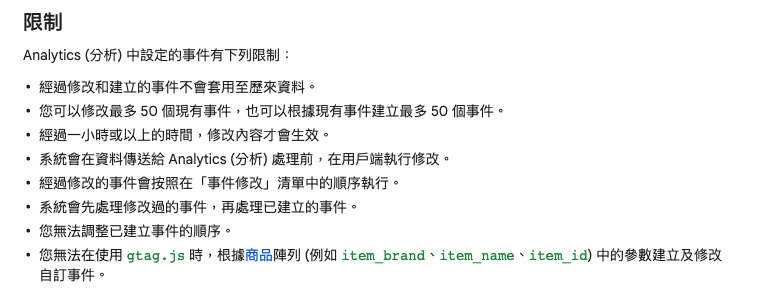 限制
Analytics (分析) 中設定的事件有下列限制：
• 經過修改和建立的事件不會套用至歷來資料。
• 您可以修改最多 50 個現有事件，也可以根據現有事件建立最多 50 個事件。
• 經過一小時或以上的時間，修改內容才會生效。
• 系統會在資料傳送給 Analytics (分析) 處理前，在用戶端執行修改。
• 經過修改的事件會按照在「事件修改」清單中的順序執行。
• 系統會先處理修改過的事件，再處理已建立的事件。
• 您無法調整已建立事件的順序。
• 您無法在使用 gtag.js 時，根據商品陣列 (例如 item_brand、item_name、item_id) 中的參數建立及修改
自訂事件。